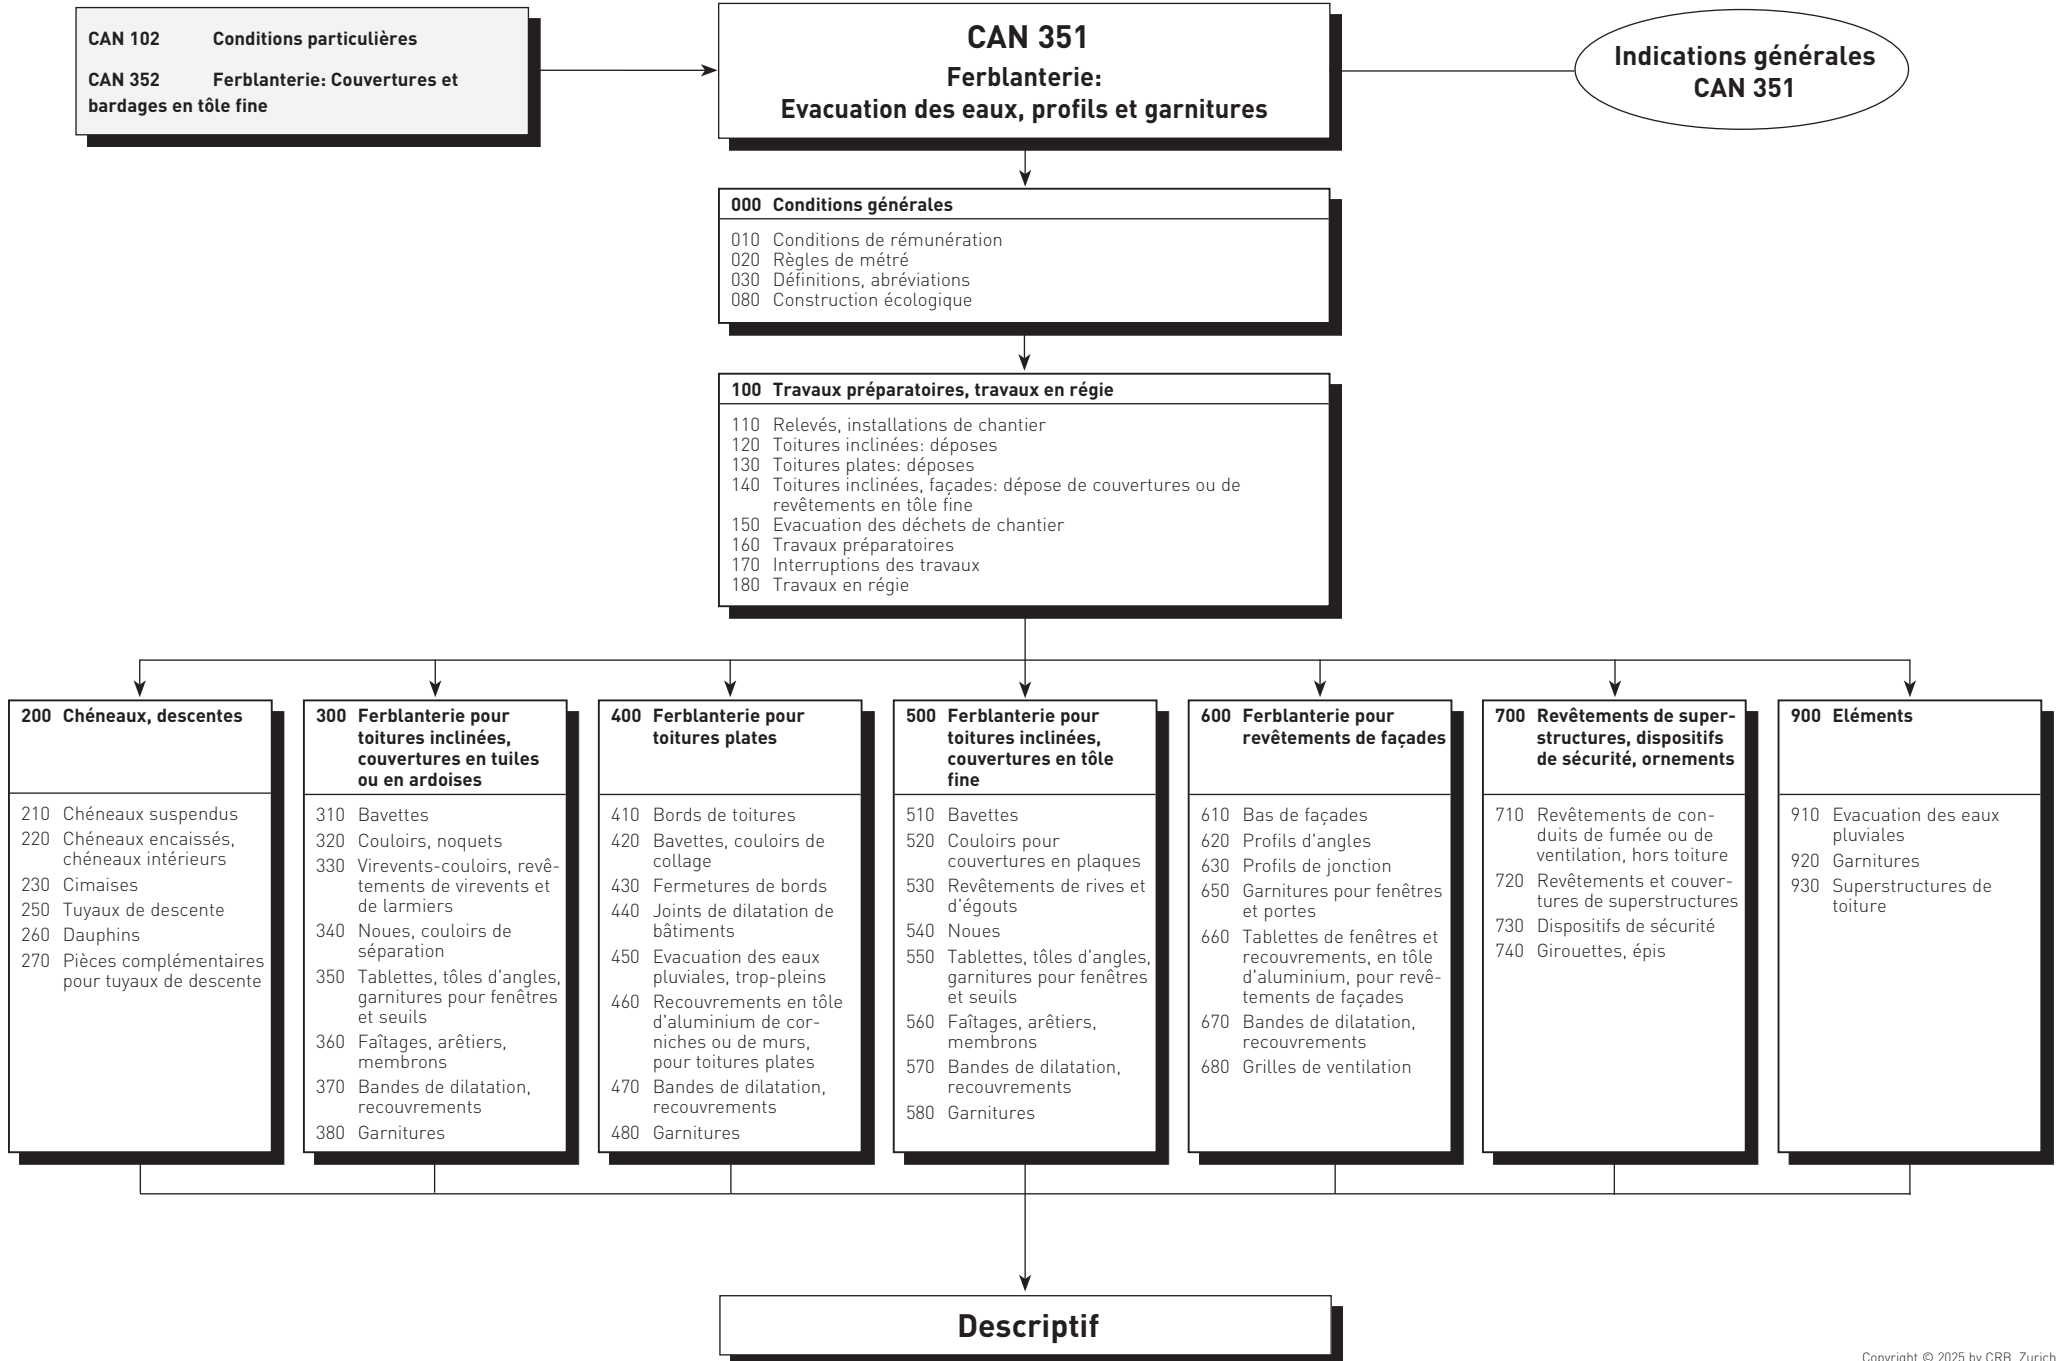 CAN 102 Conditions particulières
CAN 352 Ferblanterie: Couvertures et
bardages en tôle fine
CAN 351
Ferblanterie:
Evacuation des eaux, profils et garnitures
Indications générales
CAN 351
000 Conditions générales
010 Conditions de rémunération
020 Règles de métré
030 Définitions, abréviations
080 Construction écologique
100 Travaux préparatoires, travaux en régie
110 Relevés, installations de chantier
120 Toitures inclinées: déposes
130 Toitures plates: déposes
140 Toitures inclinées, façades: dépose de couvertures ou de
revêtements en tôle fine
150 Evacuation des déchets de chantier
160 Travaux préparatoires
170 Interruptions des travaux
180 Travaux en régie
200 Chéneaux, descentes
210 Chéneaux suspendus
220 Chéneaux encaissés,
chéneaux intérieurs
230 Cimaises
250 Tuyaux de descente
260 Dauphins
270 Pièces complémentaires
pour tuyaux de descente
300 Ferblanterie pour
toitures inclinées,
couvertures en tuiles
ou en ardoises
310 Bavettes
320 Couloirs, noquets
330 Virevents-couloirs, revê-
tements de virevents et
de larmiers
340 Noues, couloirs de
séparation
350 Tablettes, tôles d'angles,
garnitures pour fenêtres
et seuils
360 Faîtages, arêtiers,
membrons
370 Bandes de dilatation,
recouvrements
380 Garnitures
400 Ferblanterie pour
toitures plates
410 Bords de toitures
420 Bavettes, couloirs de
collage
430 Fermetures de bords
440 Joints de dilatation de
bâtiments
450 Evacuation des eaux
pluviales, trop-pleins
460 Recouvrements en tôle
d'aluminium de cor-
niches ou de murs,
pour toitures plates
470 Bandes de dilatation,
recouvrements
480 Garnitures
500 Ferblanterie pour
toitures inclinées,
couvertures en tôle
fine
510 Bavettes
520 Couloirs pour
couvertures en plaques
530 Revêtements de rives et
d'égouts
540 Noues
550 Tablettes, tôles d'angles,
garnitures pour fenêtres
et seuils
560 Faîtages, arêtiers,
membrons
570 Bandes de dilatation,
recouvrements
580 Garnitures
600 Ferblanterie pour
revêtements de façades
610 Bas de façades
620 Profils d'angles
630 Profils de jonction
650 Garnitures pour fenêtres
et portes
660 Tablettes de fenêtres et
recouvrements, en tôle
d'aluminium, pour revê-
tements de façades
670 Bandes de dilatation,
recouvrements
680 Grilles de ventilation
700 Revêtements de super-
structures, dispositifs
de sécurité, ornements
710 Revêtements de con-
duits de fumée ou de
ventilation, hors toiture
720 Revêtements et couver-
tures de superstructures
730 Dispositifs de sécurité
740 Girouettes, épis
900 Eléments
910 Evacuation des eaux
pluviales
920 Garnitures
930 Superstructures de
toiture
Descriptif
Copyright © 2025 by CRB, Zurich